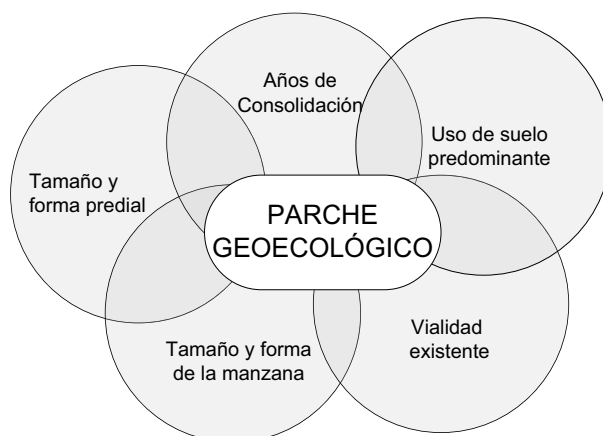 Años de
Consolidación
Uso de suelo
predominante
Tamaño y
forma predial
PARCHE
GEOECOLÓGICO
Tamaño y forma
de la manzana
Vialidad
existente